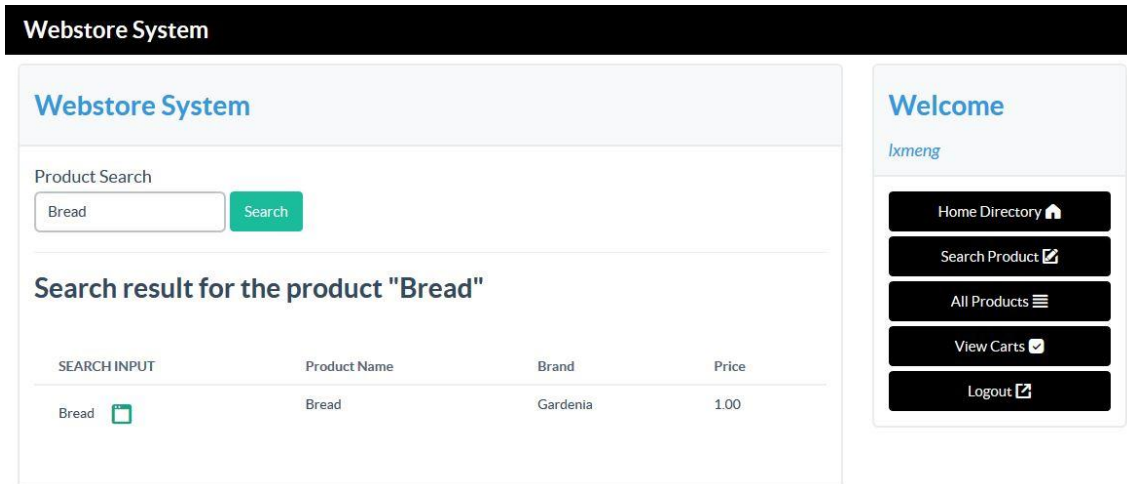 Webstore System
Webstore System
Product Search
Bread
Search
Search result for the product "Bread"
SEARCH INPUT Product Name Brand Price
Bread Bread Gardenia 1.00
Welcome
lxmeng
Home Directory
Search Product
All Products
View Carts
Logout